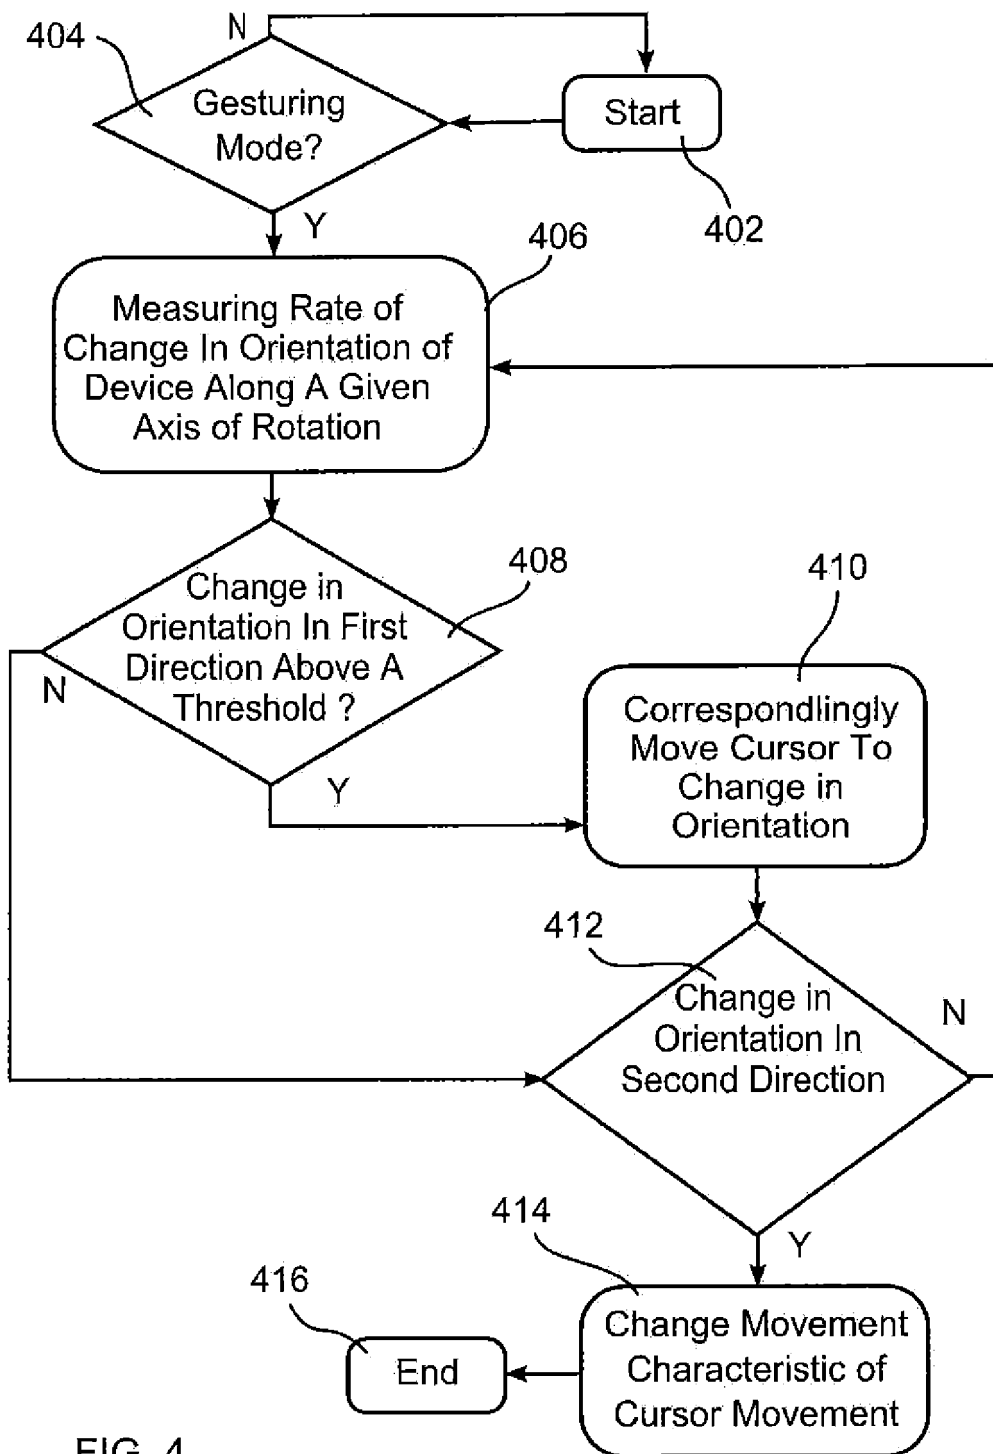 N
404
Gesturing
Mode?
Start
402
Y
406
Measuring Rate of
Change In Orientation of
Device Along A Given
Axis of Rotation
408
Change in
Orientation In First
Direction Above A
Threshold ?
N
Y
410
Correspondlingly
Move Cursor To
Change in
Orientation
412
Change in
Orientation In
Second Direction
N
Y
414
Change Movement
Characteristic of
Cursor Movement
416
End
FIG. 4